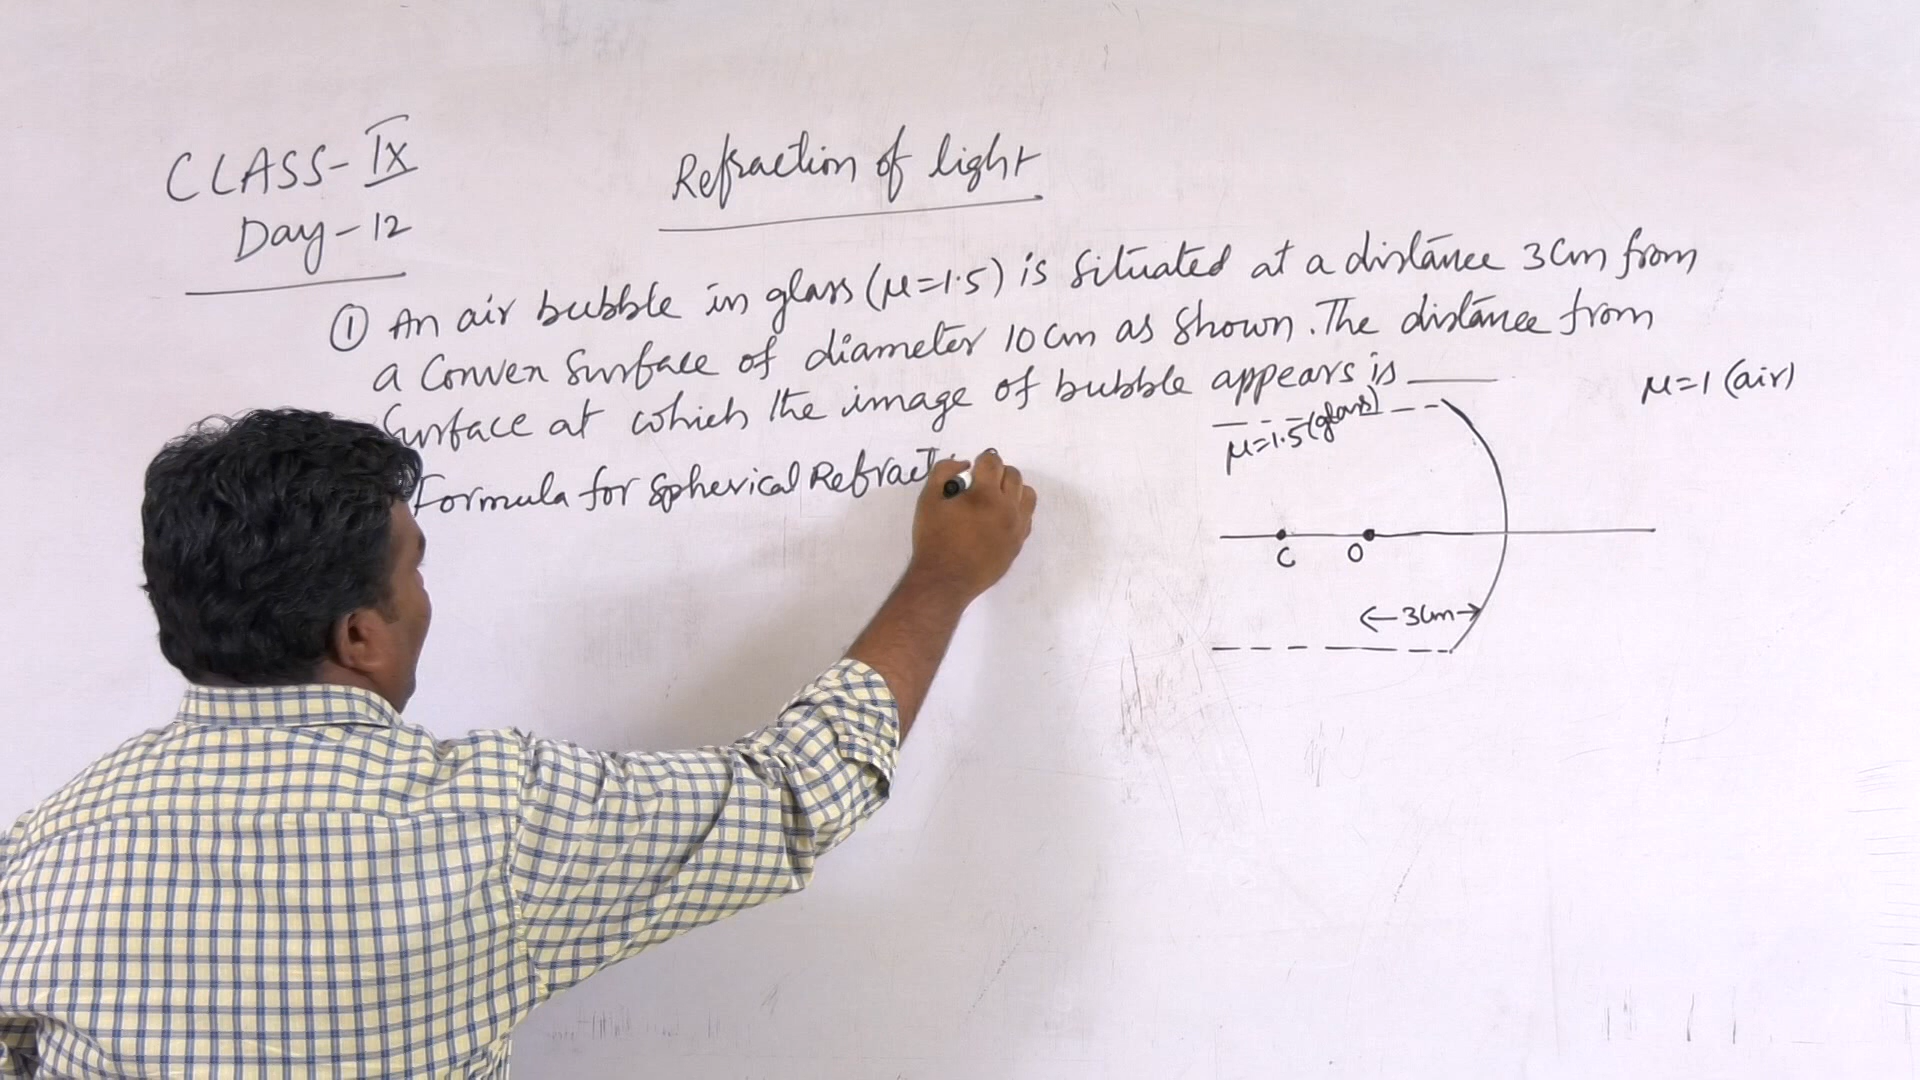 CLASS-IX
Day-12
Refraction of light
① An air bubble in glass (μ=1.5) is situated at a distance 3cm from
a Convex Surface of diameter 10cm as shown. The distance from
Surface at which the image of bubble appears is ____
Formula for Spherical Refract
μ=1.5 (glass)
μ=1 (air)
C O
←3cm→